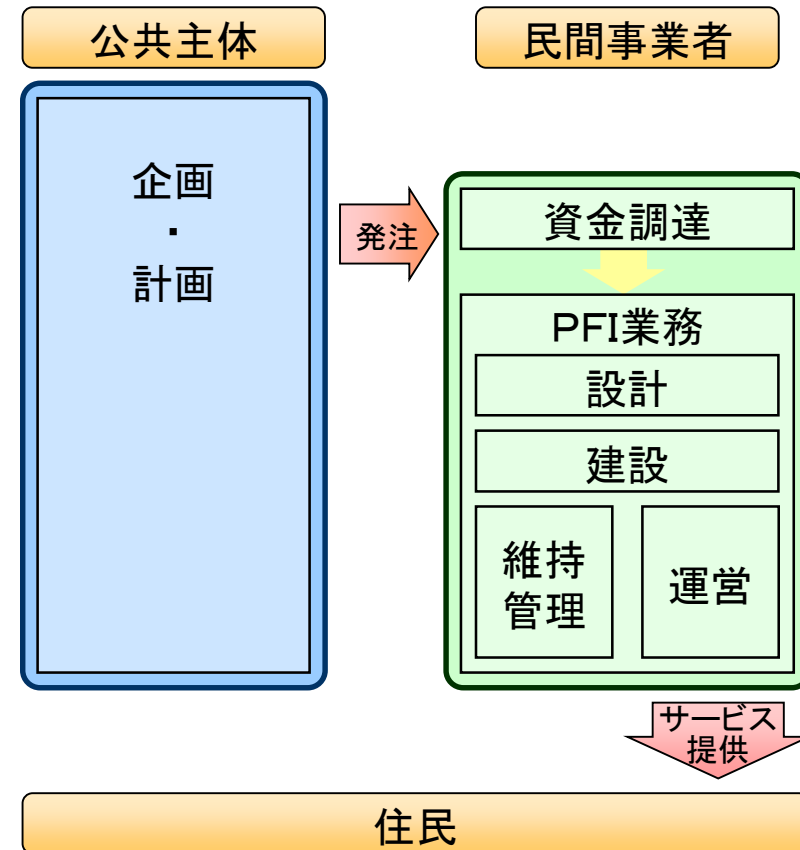 公共主体
民間事業者
企画
・
計画
発注
資金調達
PFI業務
設計
建設
維持
管理
運営
サービス
提供
住民